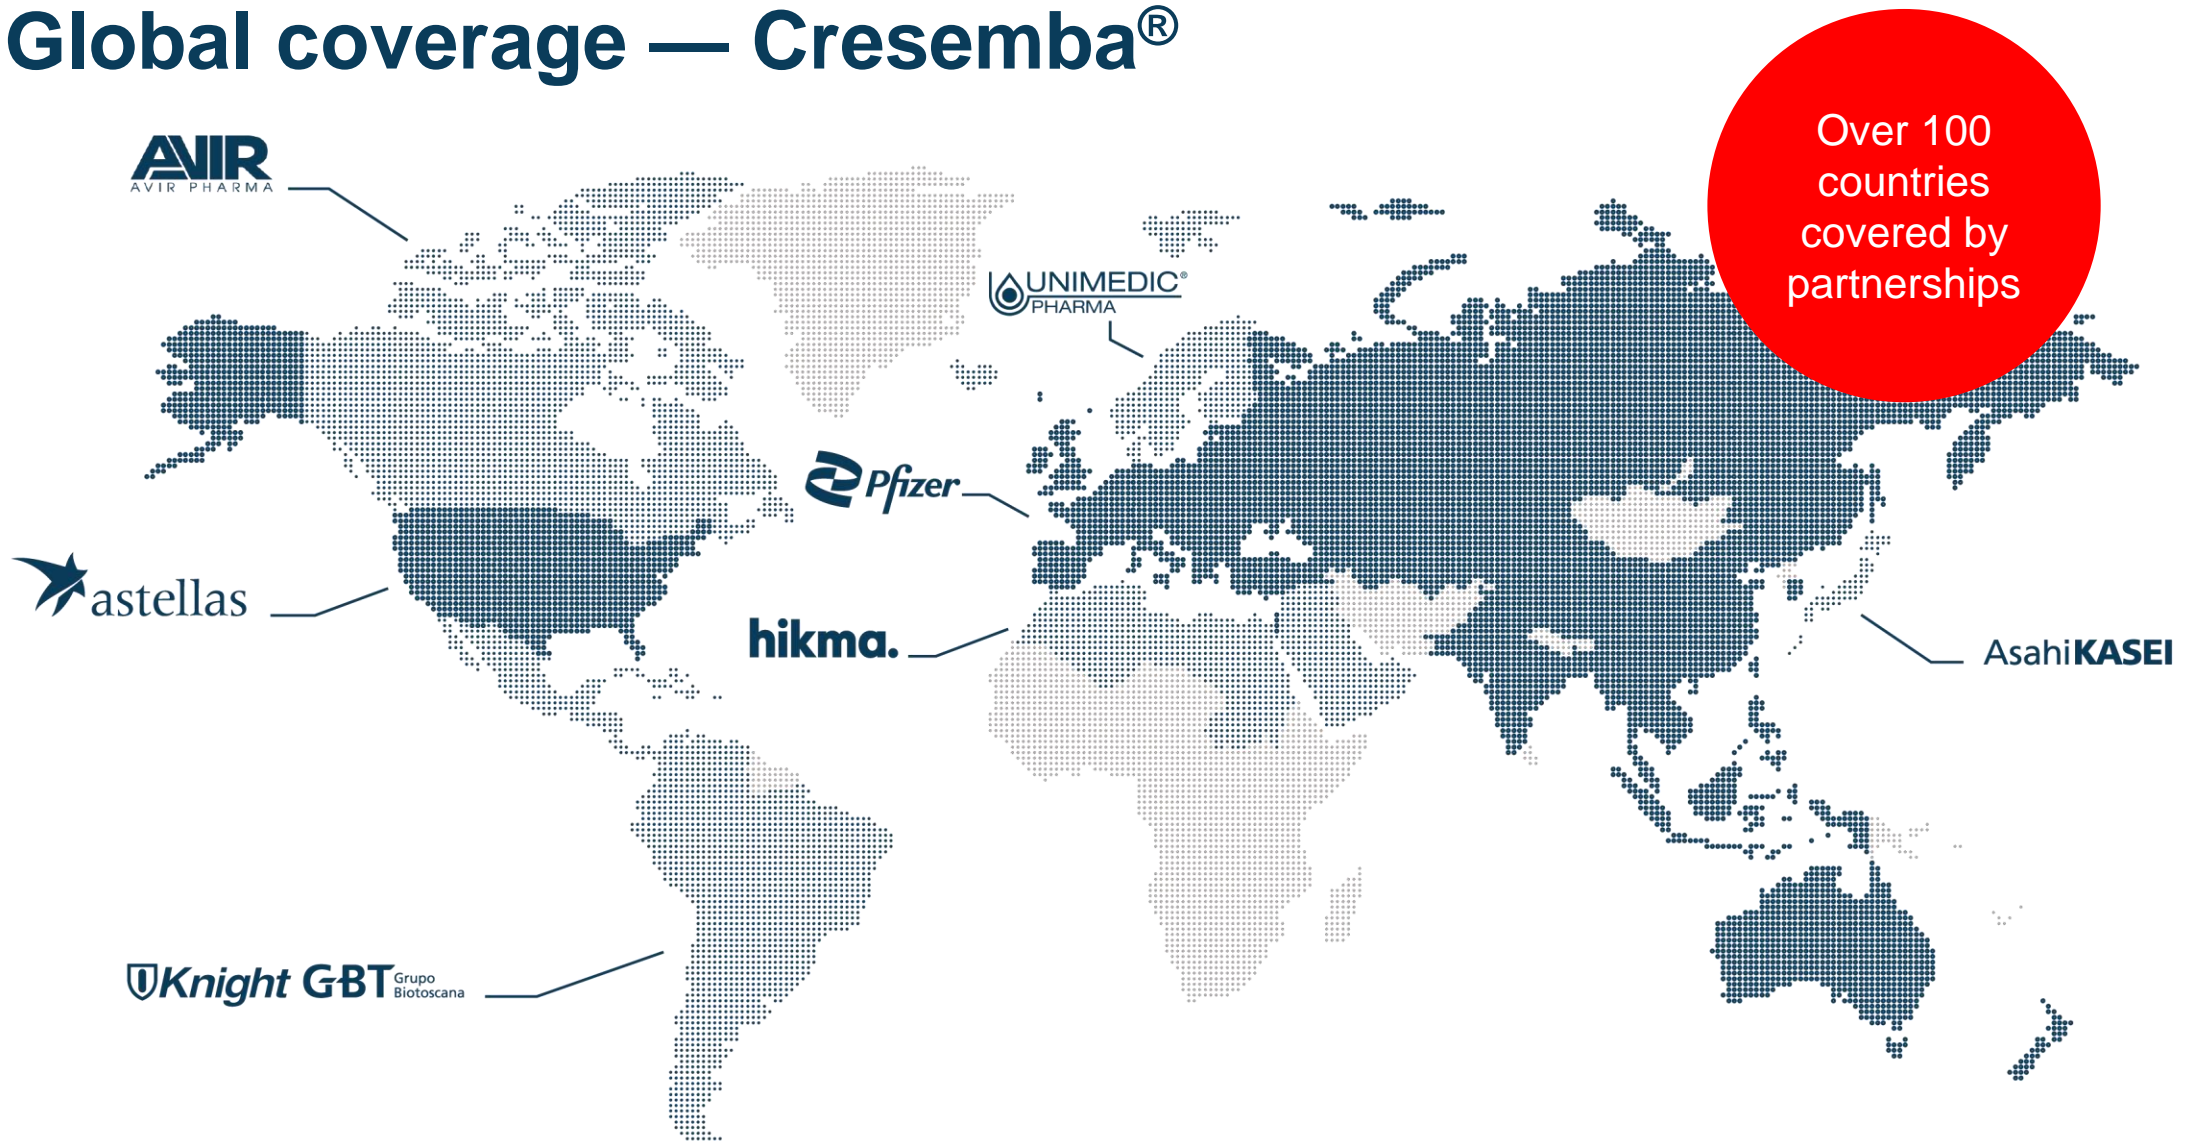 Global coverage — Cresemba®
Over 100
countries
covered by
partnerships
AVIR
AVIR PHARMA
UNIMEDIC®
PHARMA
Pfizer
astellas
hikma.
AsahiKASEI
Knight GBT Grupo
Biotoscana